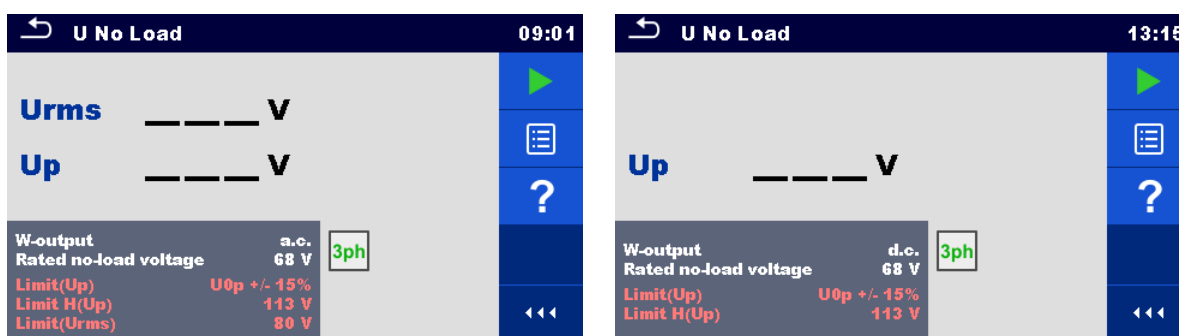 U No Load 09:01
Urms ___ V
Up ___ V
?
W-output a.c.
Rated no-load voltage 68 V
Limit(Up) U0p +/- 15%
Limit H(Up) 113 V
Limit(Urms) 80 V
3ph
U No Load 13:15
Up ___ V
?
W-output d.c.
Rated no-load voltage 68 V
Limit(Up) U0p +/- 15%
Limit H(Up) 113 V
3ph